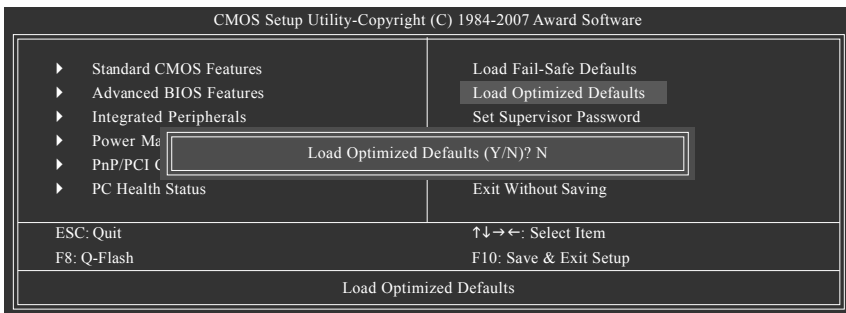 CMOS Setup Utility-Copyright (C) 1984-2007 Award Software
Standard CMOS Features
Advanced BIOS Features
Integrated Peripherals
Power Ma
PnP/PCI
PC Health Status
Load Fail-Safe Defaults
Load Optimized Defaults
Set Supervisor Password
Exit Without Saving
Load Optimized Defaults (Y/N)? N
ESC: Quit
↑↓→←: Select Item
F8: Q-Flash
F10: Save & Exit Setup
Load Optimized Defaults